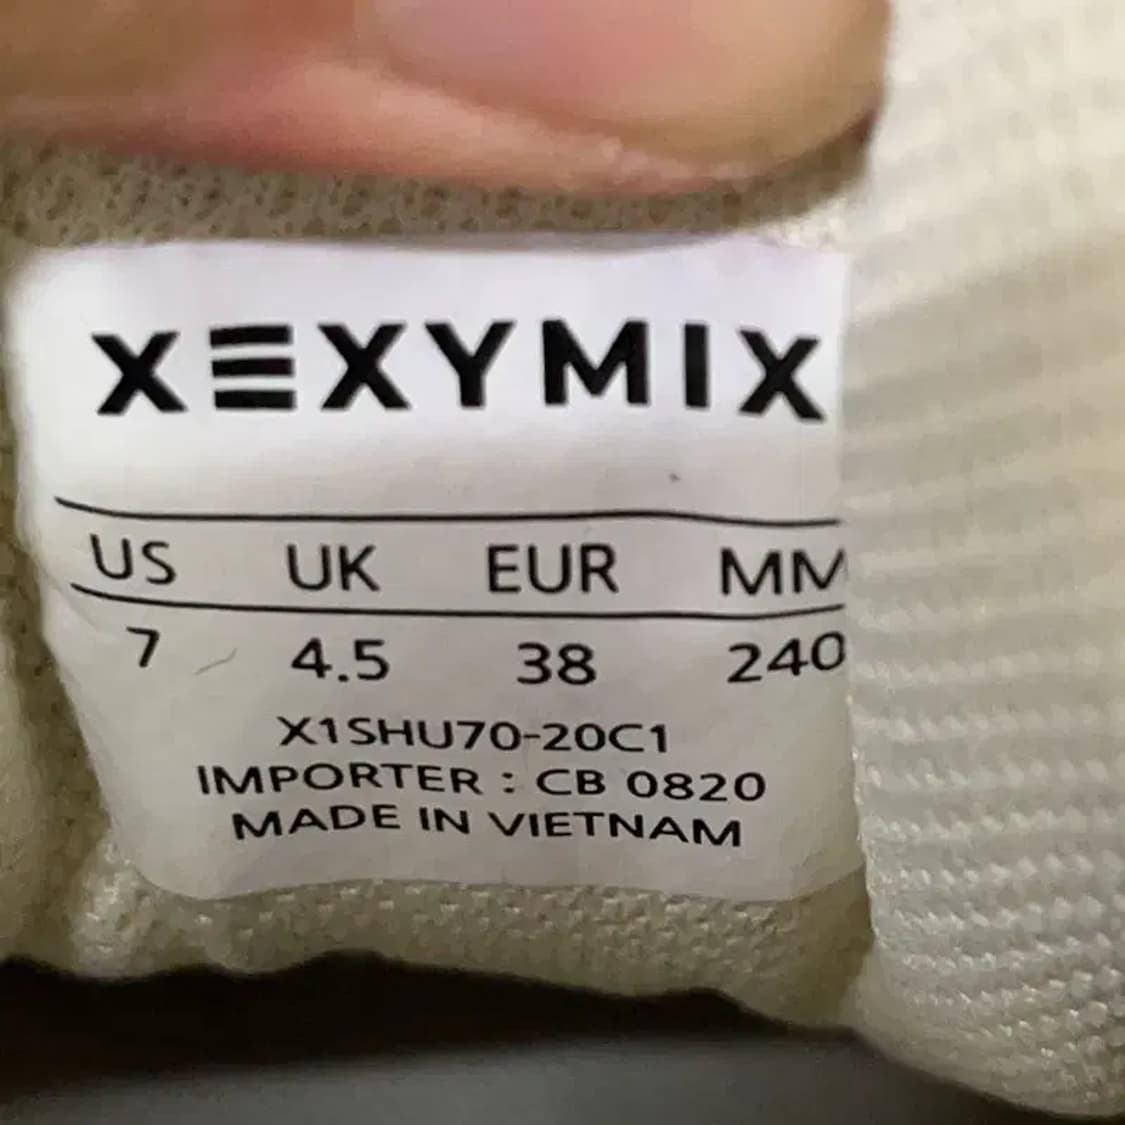 XEXYMIX
US UK EUR MM
7 4.5 38 240
X1SHU70-20C1
IMPORTER : CB 0820
MADE IN VIETNAM